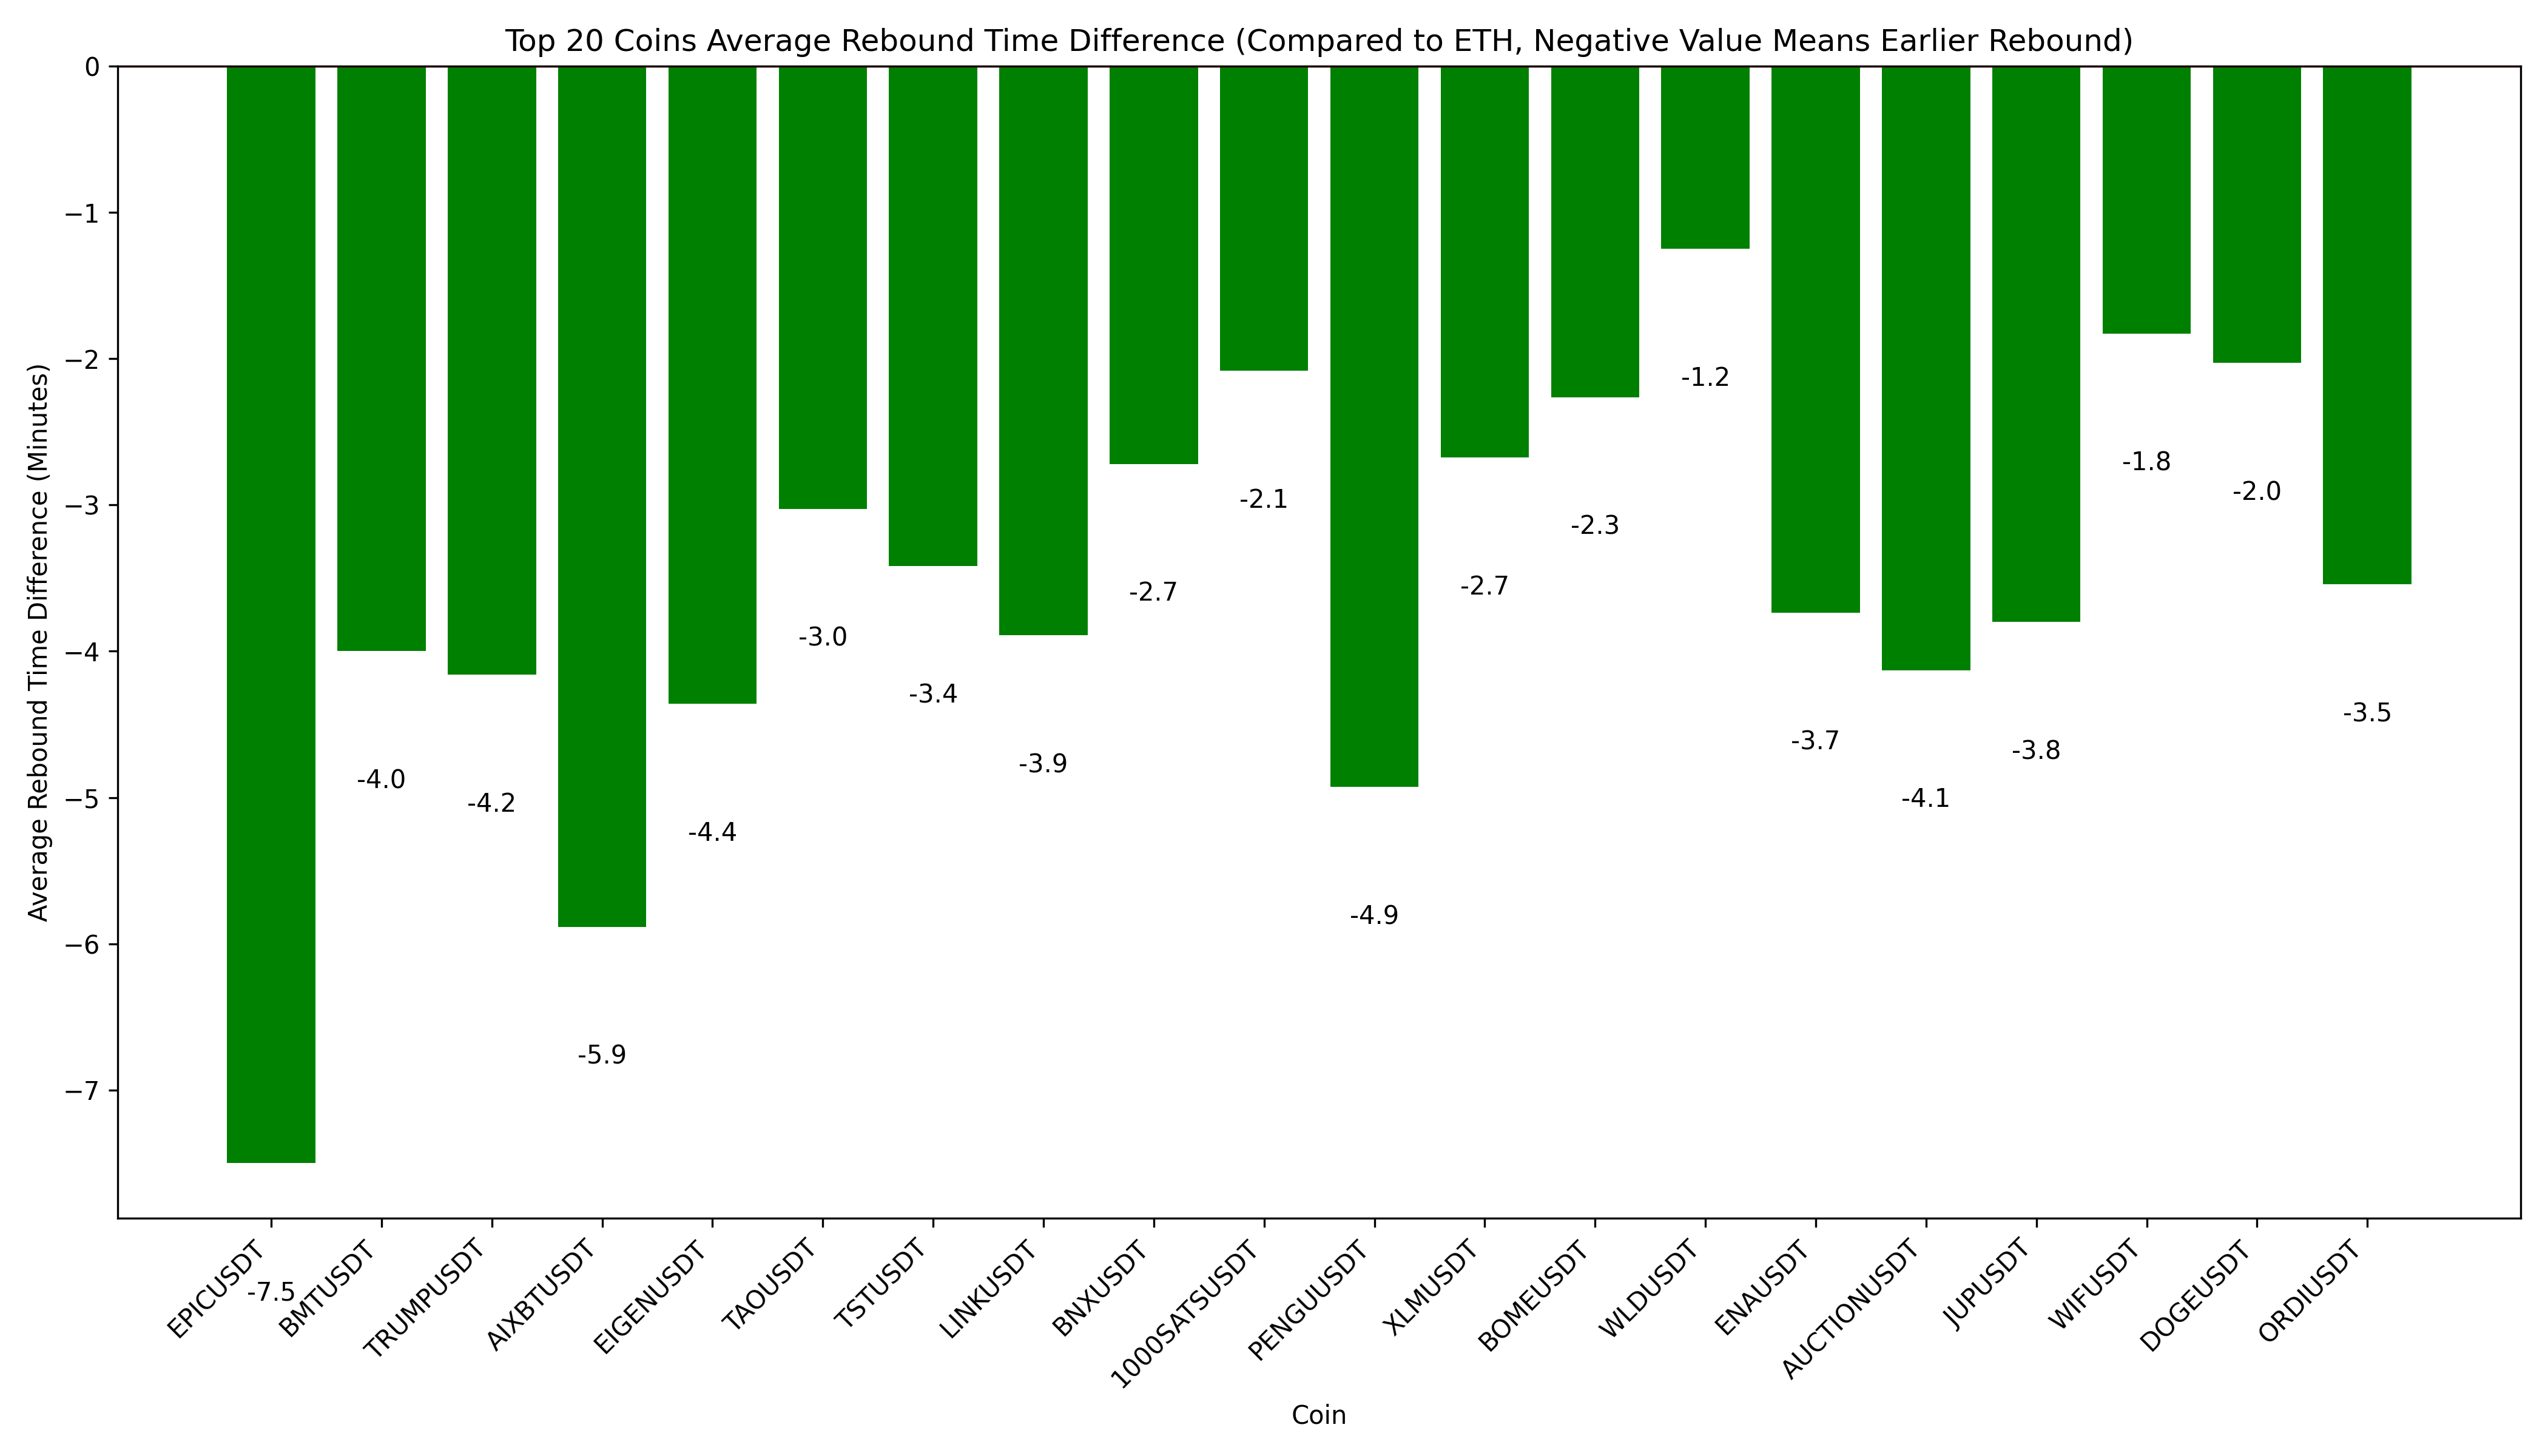 Top 20 Coins Average Rebound Time Difference (Compared to ETH, Negative Value Means Earlier Rebound)
Average Rebound Time Difference (Minutes)
0
−1
−2
−3
−4
−5
−6
−7
-7.5
-4.0
-4.2
-5.9
-4.4
-3.0
-3.4
-3.9
-2.7
-2.1
-4.9
-2.7
-2.3
-1.2
-3.7
-4.1
-3.8
-1.8
-2.0
-3.5
EPICUSDT
BMTUSDT
TRUMPUSDT
AIXBTUSDT
EIGENUSDT
TAOUSDT
TSTUSDT
LINKUSDT
BNXUSDT
1000SATSUSDT
PENGUUSDT
XLMUSDT
BOMEUSDT
WLDUSDT
ENAUSDT
AUCTIONUSDT
JUPUSDT
WIFUSDT
DOGEUSDT
ORDIUSDT
Coin